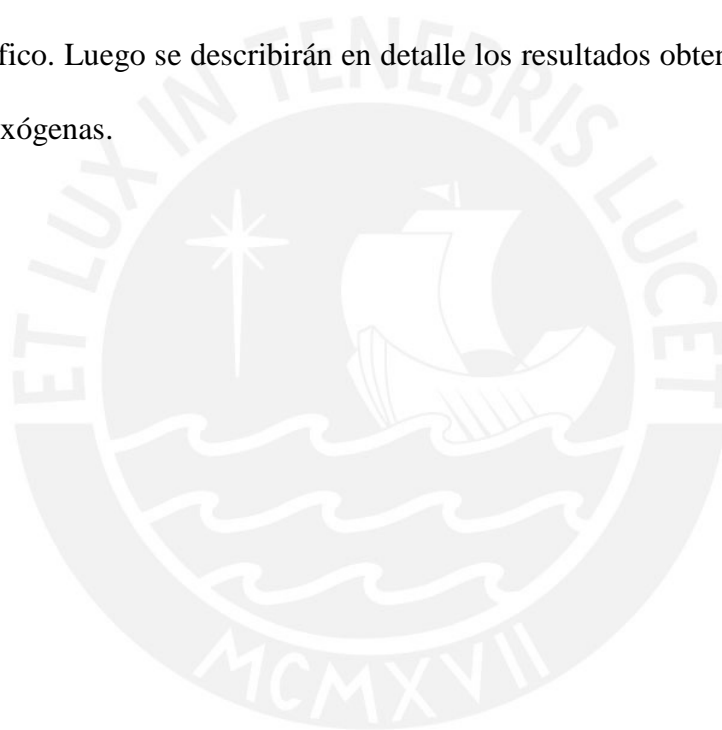 fico. Luego se describirán en detalle los resultados obten
xógenas.
ET LUX IN TENEBRIS LUCET
MCMXVII